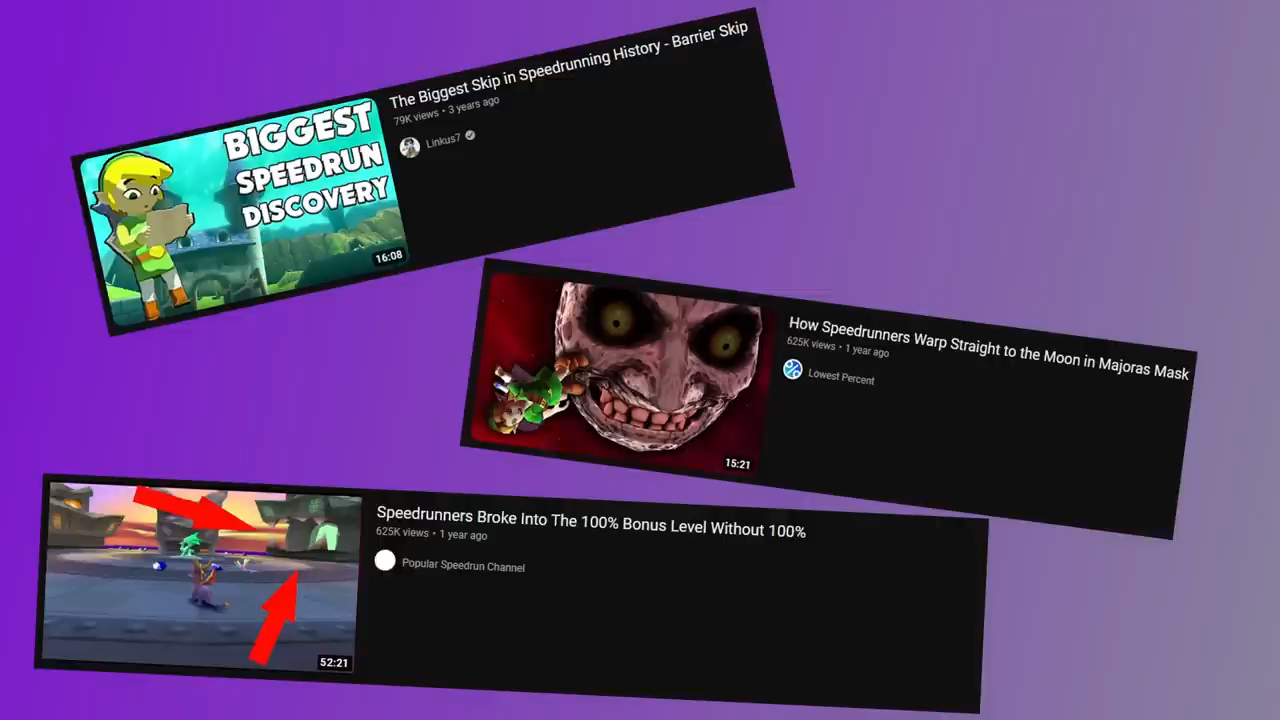 BIGGEST
SPEEDRUN
DISCOVERY
16:08
The Biggest Skip in Speedrunning History - Barrier Skip
79K views • 3 years ago
Linkus7
15:21
How Speedrunners Warp Straight to the Moon in Majoras Mask
625K views • 1 year ago
Lowest Percent
52:21
Speedrunners Broke Into The 100% Bonus Level Without 100%
625K views • 1 year ago
Popular Speedrun Channel